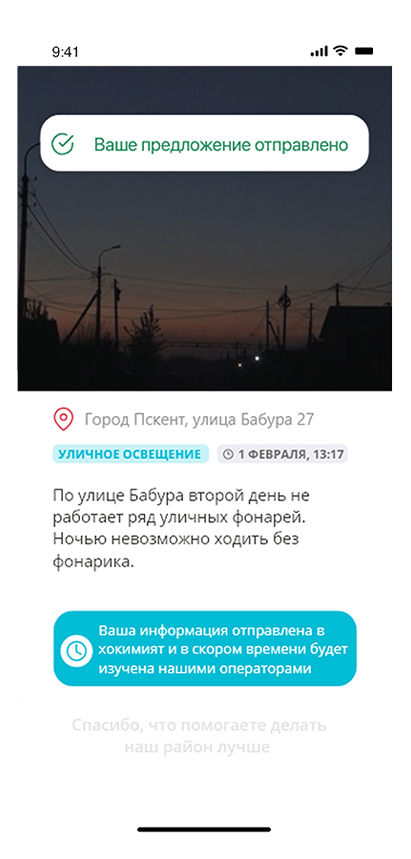 9:41
Ваше предложение отправлено
Город Пскент, улица Бабура 27
УЛИЧНОЕ ОСВЕЩЕНИЕ
1 ФЕВРАЛЯ, 13:17
По улице Бабура второй день не
работает ряд уличных фонарей.
Ночью невозможно ходить без
фонарика.
Ваша информация отправлена в
хокимият и в скором времени будет
изучена нашими операторами
Спасибо, что помогаете делать
наш район лучше